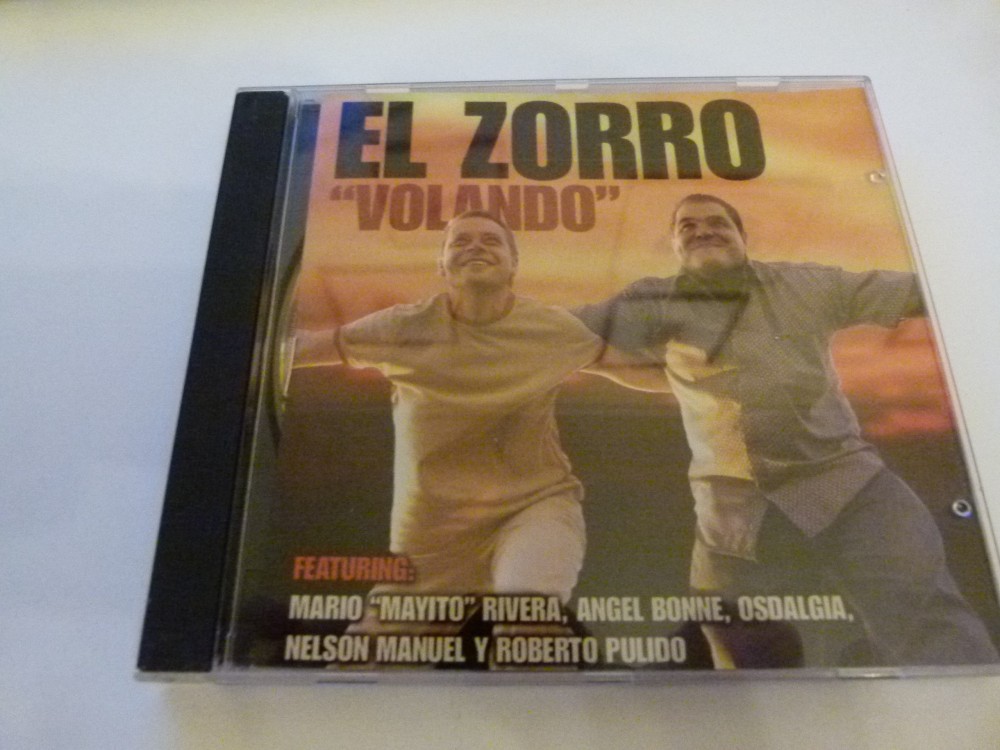 EL ZORRO
“VOLANDO”
FEATURING:
MARIO “MAYITO” RIVERA, ANGEL BONNE, OSDALGIA,
NELSON MANUEL Y ROBERTO PULIDO